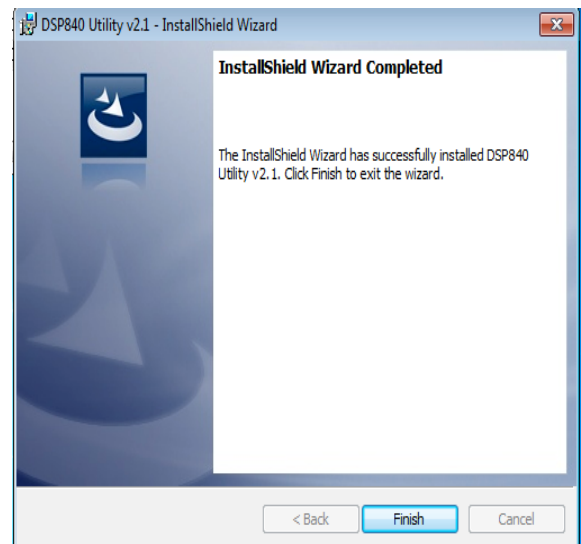 DSP840 Utility v2.1 - InstallShield Wizard
InstallShield Wizard Completed
The InstallShield Wizard has successfully installed DSP840
Utility v2.1. Click Finish to exit the wizard.
< Back
Finish
Cancel